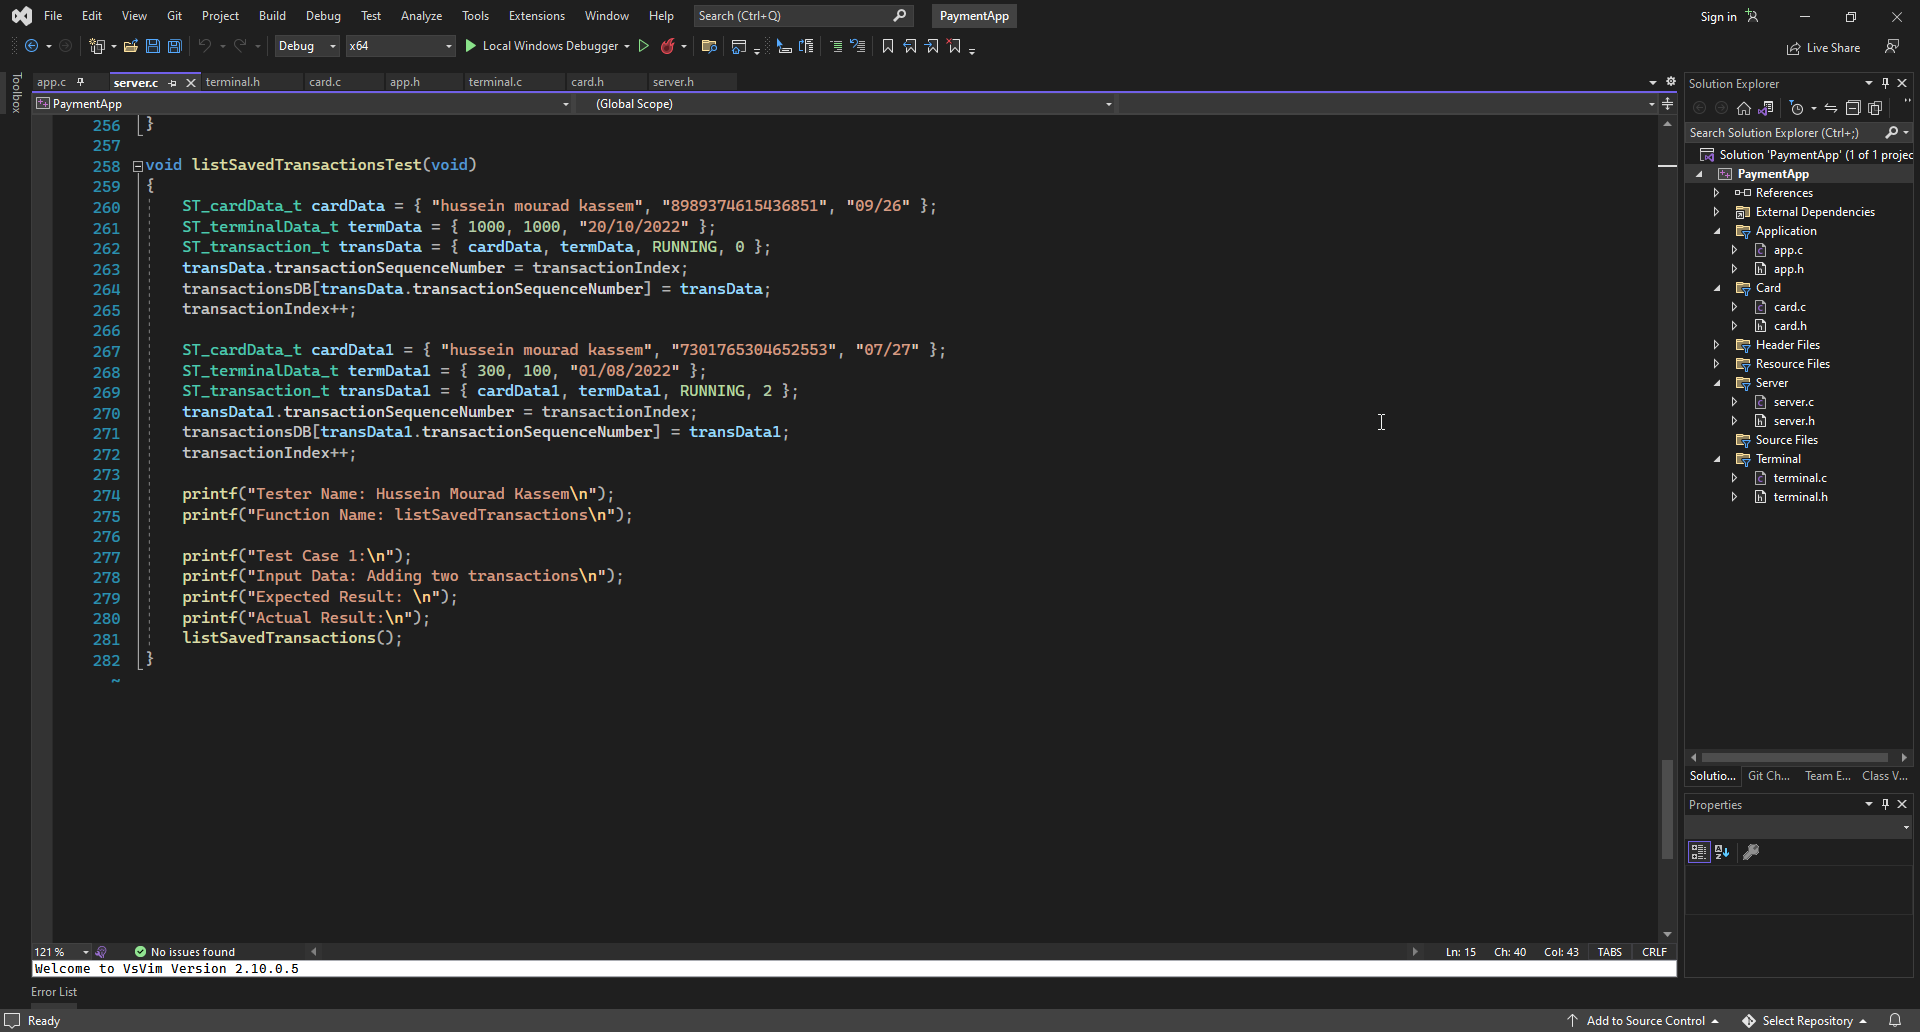 File Edit View Git Project Build Debug Test Analyze Tools Extensions Window Help Search (Ctrl+Q) PaymentApp Sign in
Debug x64 Local Windows Debugger Live Share
Toolbox
app.c server.c terminal.h card.c app.h terminal.c card.h server.h
PaymentApp (Global Scope)
256 }
257
258 void listSavedTransactionsTest(void)
259 {
260 ST_cardData_t cardData = { "hussein mourad kassem", "8989374615436851", "09/26" };
261 ST_terminalData_t termData = { 1000, 1000, "20/10/2022" };
262 ST_transaction_t transData = { cardData, termData, RUNNING, 0 };
263 transData.transactionSequenceNumber = transactionIndex;
264 transactionsDB[transData.transactionSequenceNumber] = transData;
265 transactionIndex++;
266
267 ST_cardData_t cardData1 = { "hussein mourad kassem", "7301765304652553", "07/27" };
268 ST_terminalData_t termData1 = { 300, 100, "01/08/2022" };
269 ST_transaction_t transData1 = { cardData1, termData1, RUNNING, 2 };
270 transData1.transactionSequenceNumber = transactionIndex;
271 transactionsDB[transData1.transactionSequenceNumber] = transData1;
272 transactionIndex++;
273
274 printf("Tester Name: Hussein Mourad Kassem\n");
275 printf("Function Name: listSavedTransactions\n");
276
277 printf("Test Case 1:\n");
278 printf("Input Data: Adding two transactions\n");
279 printf("Expected Result: \n");
280 printf("Actual Result:\n");
281 listSavedTransactions();
282 }
~
121 % No issues found Ln: 15 Ch: 40 Col: 43 TABS CRLF
Welcome to VsVim Version 2.10.0.5
Error List
Solution Explorer
Search Solution Explorer (Ctrl+;)
Solution 'PaymentApp' (1 of 1 projec
PaymentApp
References
External Dependencies
Application
app.c
app.h
Card
card.c
card.h
Header Files
Resource Files
Server
server.c
server.h
Source Files
Terminal
terminal.c
terminal.h
Solutio... Git Ch... Team E... Class V...
Properties
Ready Add to Source Control Select Repository